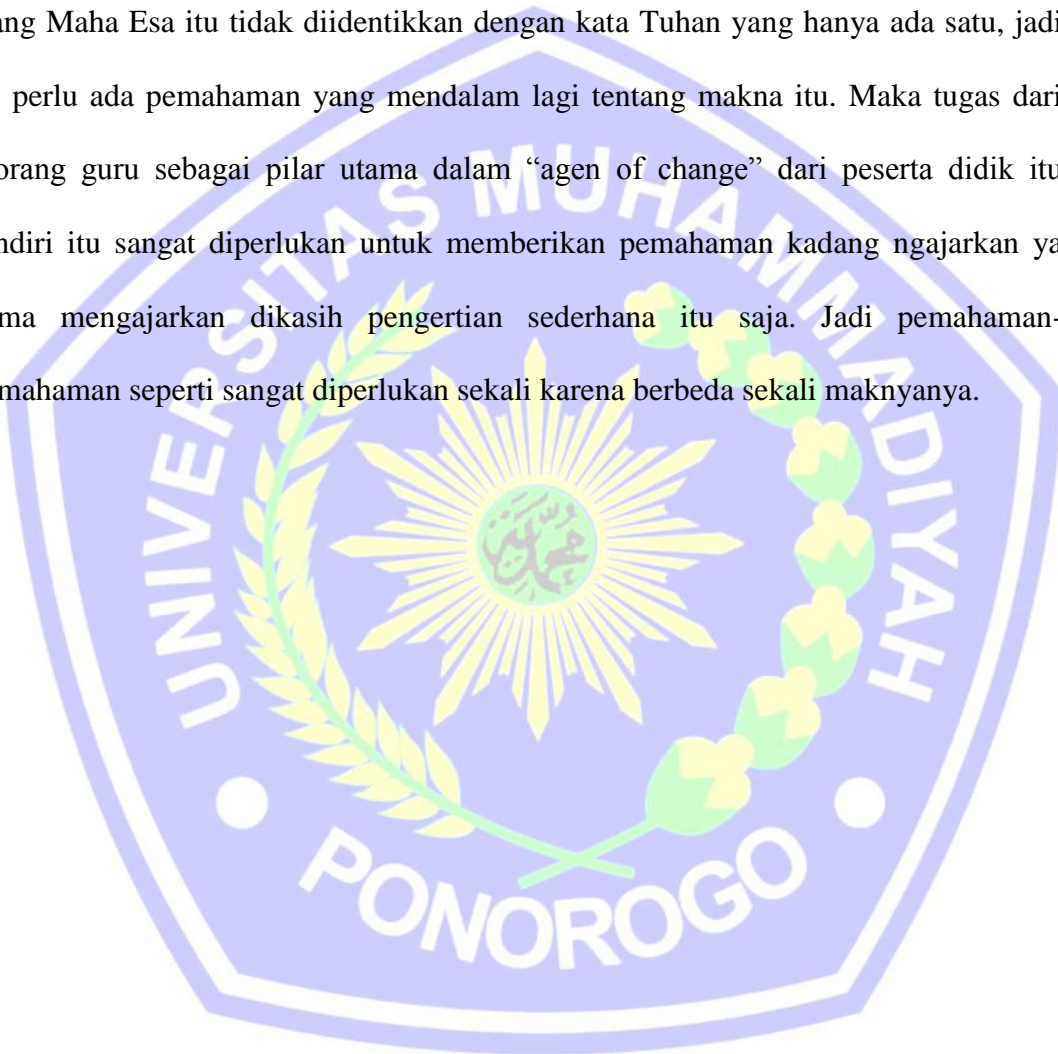 ang Maha Esa itu tidak diidentikkan dengan kata Tuhan yang hanya ada satu, jadi
perlu ada pemahaman yang mendalam lagi tentang makna itu. Maka tugas dari
orang guru sebagai pilar utama dalam “agen of change” dari peserta didik itu
ndiri itu sangat diperlukan untuk memberikan pemahaman kadang ngajarkan ya
ma mengajarkan dikasih pengertian sederhana itu saja. Jadi pemahaman-
mahaman seperti sangat diperlukan sekali karena berbeda sekali maknyanya.
UNIVERSITAS MUHAMMADIYAH
محمدية
PONOROGO